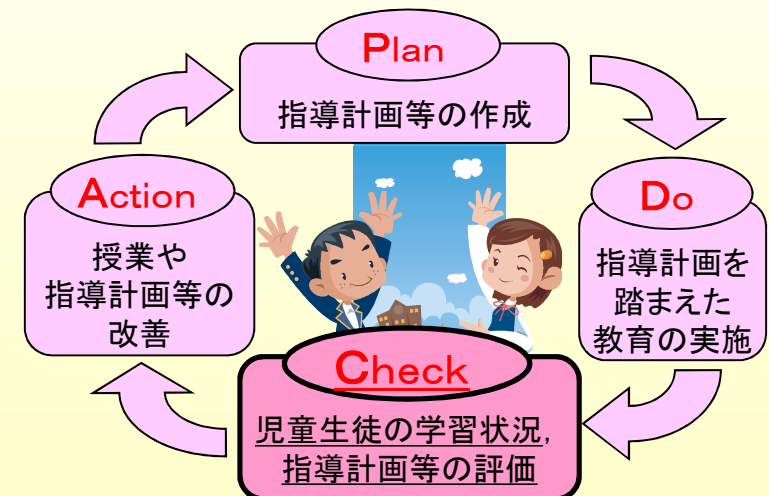 Plan
指導計画等の作成
Do
指導計画を
踏まえた
教育の実施
Check
児童生徒の学習状況，
指導計画等の評価
Action
授業や
指導計画等の
改善